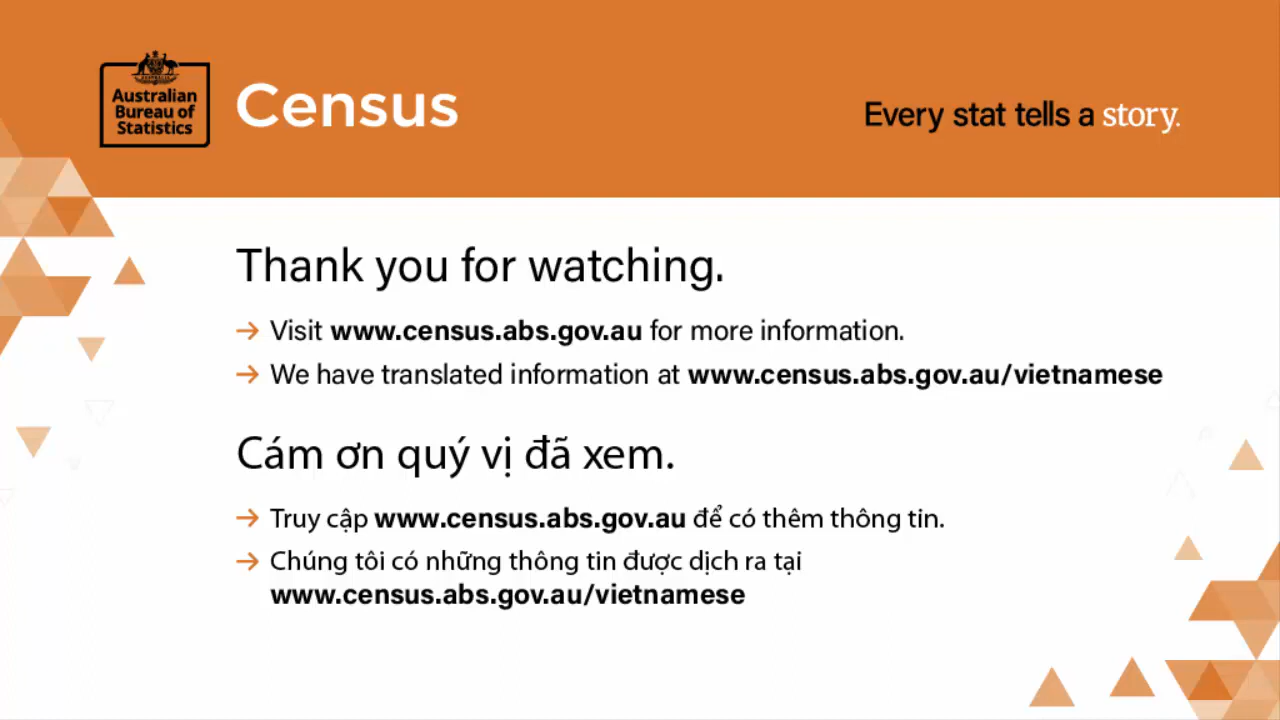 Australian
Bureau of
Statistics
Census
Every stat tells a story.
Thank you for watching.
→ Visit www.census.abs.gov.au for more information.
→ We have translated information at www.census.abs.gov.au/vietnamese
Cám ơn quý vị đã xem.
→ Truy cập www.census.abs.gov.au để có thêm thông tin.
→ Chúng tôi có những thông tin được dịch ra tại
www.census.abs.gov.au/vietnamese